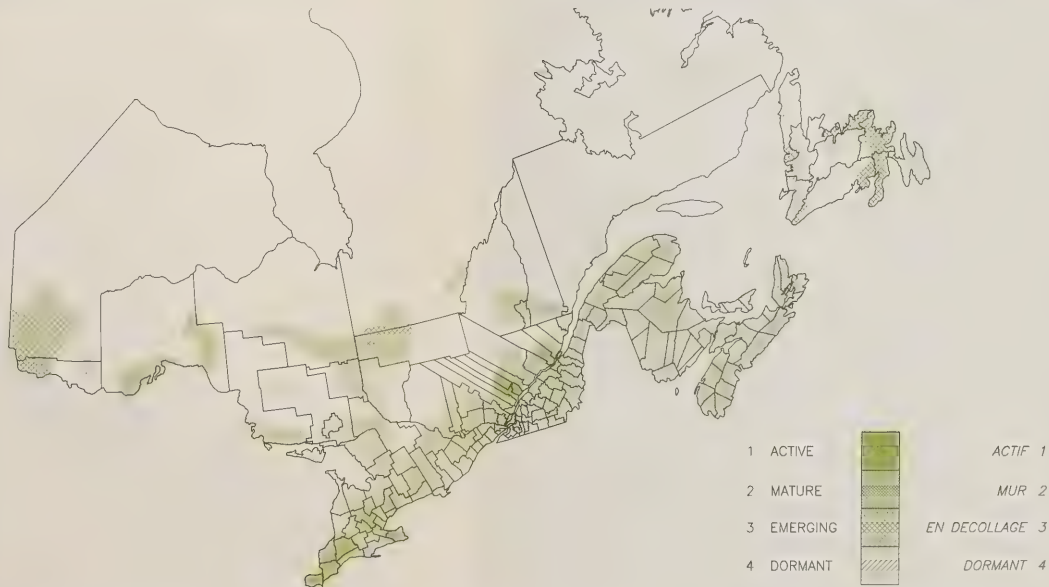 1 ACTIVE ACTIF 1
2 MATURE MUR 2
3 EMERGING EN DECOLLAGE 3
4 DORMANT DORMANT 4